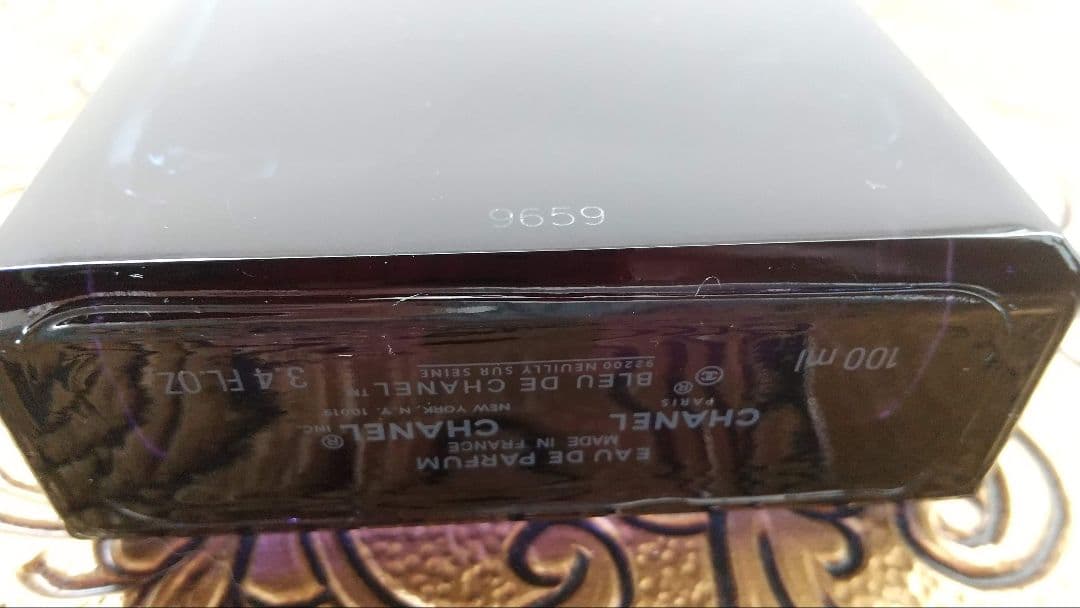 9659
EAU DE PARFUM
MADE IN FRANCE
CHANEL CHANEL®
PARIS NEW YORK, N.Y. 10019 INC.
100 ml ® BLEU DE CHANEL™ 3.4 FL.OZ
92200 NEUILLY SUR SEINE